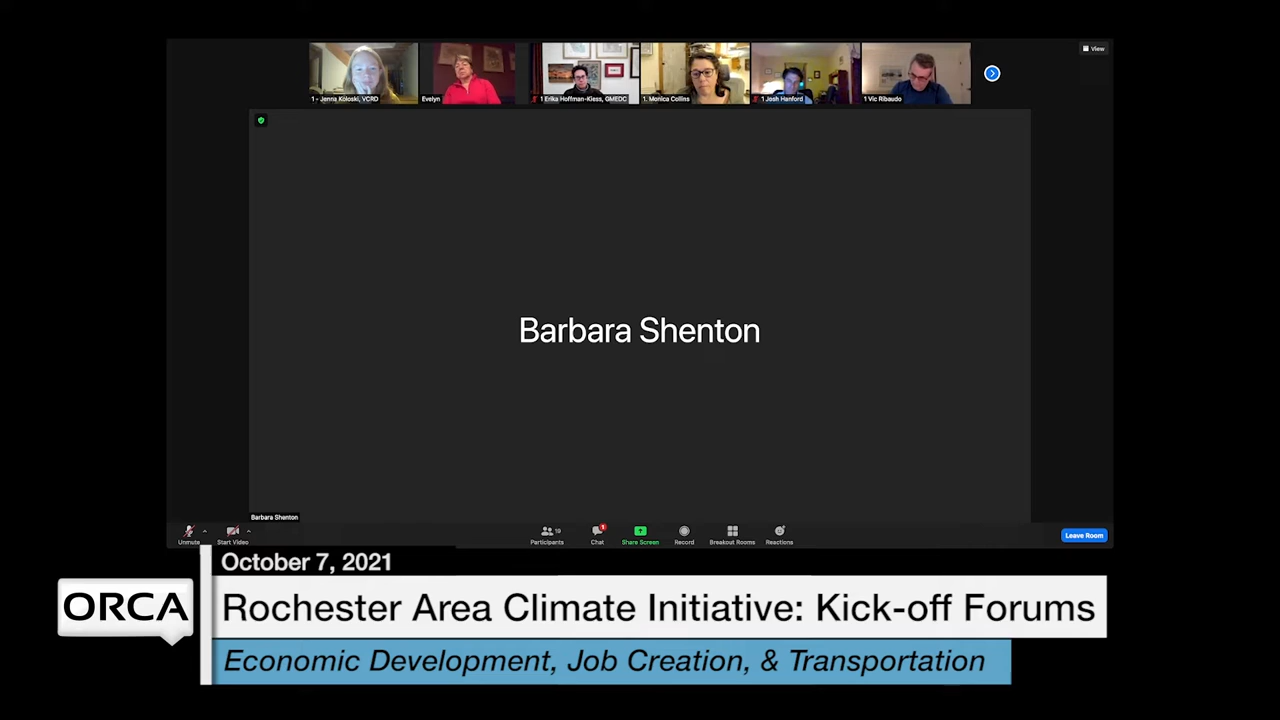 View
1 - Jenna Koloski, VCRD
Evelyn
1 Erika Hoffman-Kiess, GMEDC
1. Monica Collins
1 Josh Hanford
1 Vic Ribaudo
Barbara Shenton
Barbara Shenton
Unmute
Start Video
Participants
19
Chat
1
Share Screen
Record
Breakout Rooms
Reactions
Leave Room
October 7, 2021
ORCA
Rochester Area Climate Initiative: Kick-off Forums
Economic Development, Job Creation, & Transportation